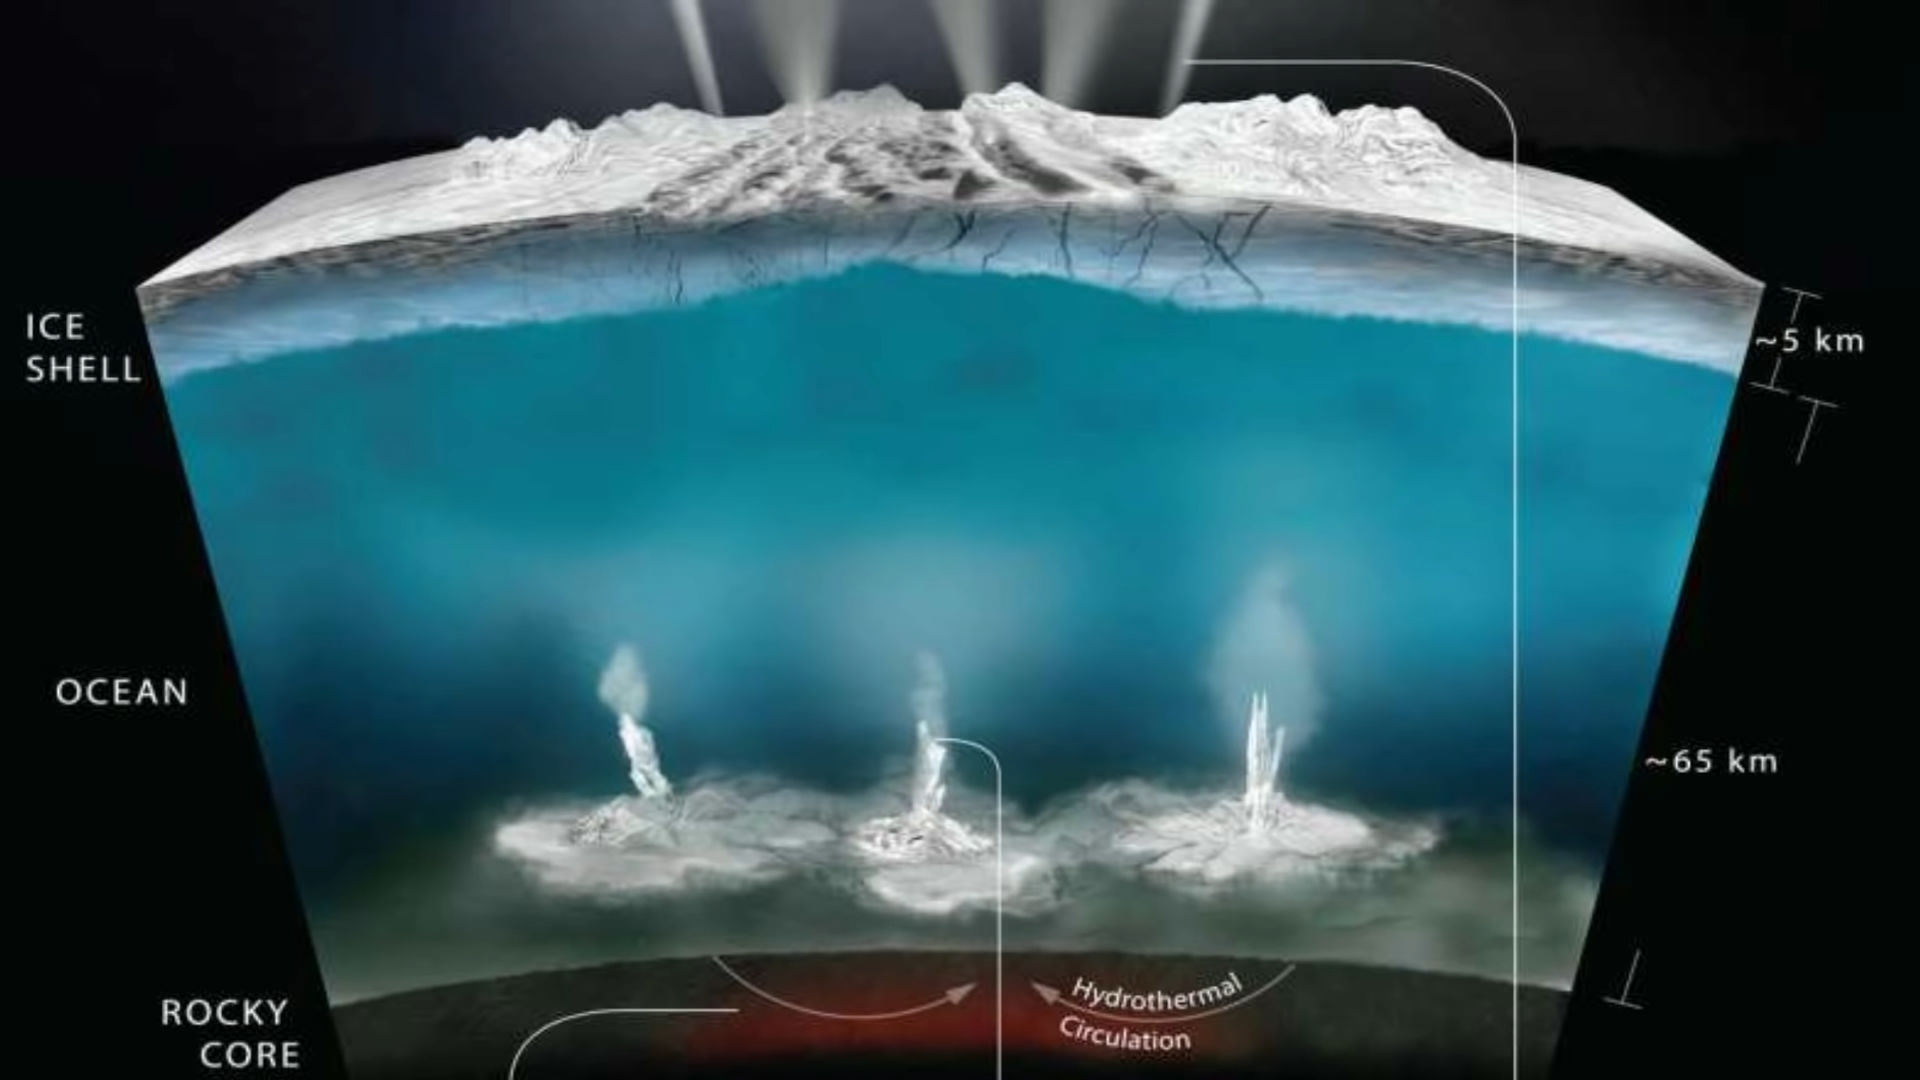 ICE
SHELL
~5 km
OCEAN
~65 km
ROCKY
CORE
Hydrothermal
Circulation